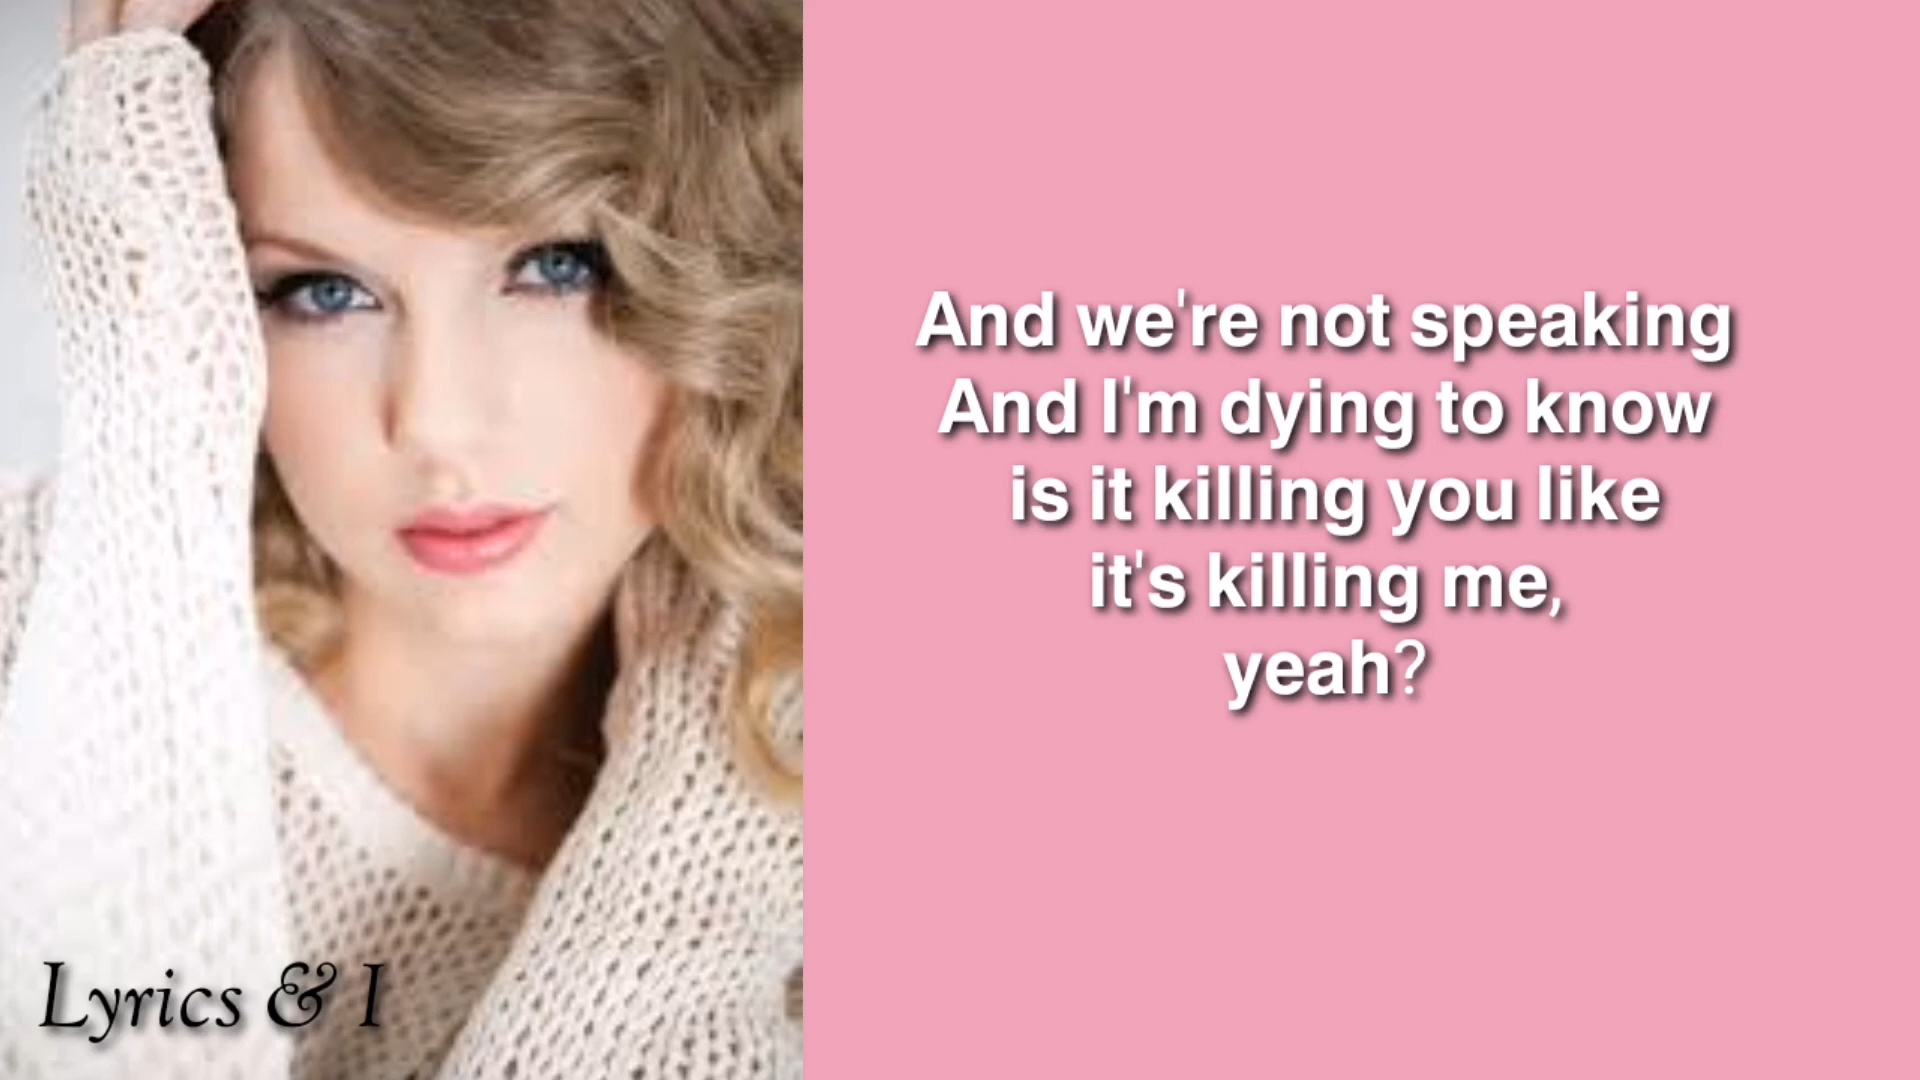 And we're not speaking
And I'm dying to know
is it killing you like
it's killing me,
yeah?
Lyrics & I